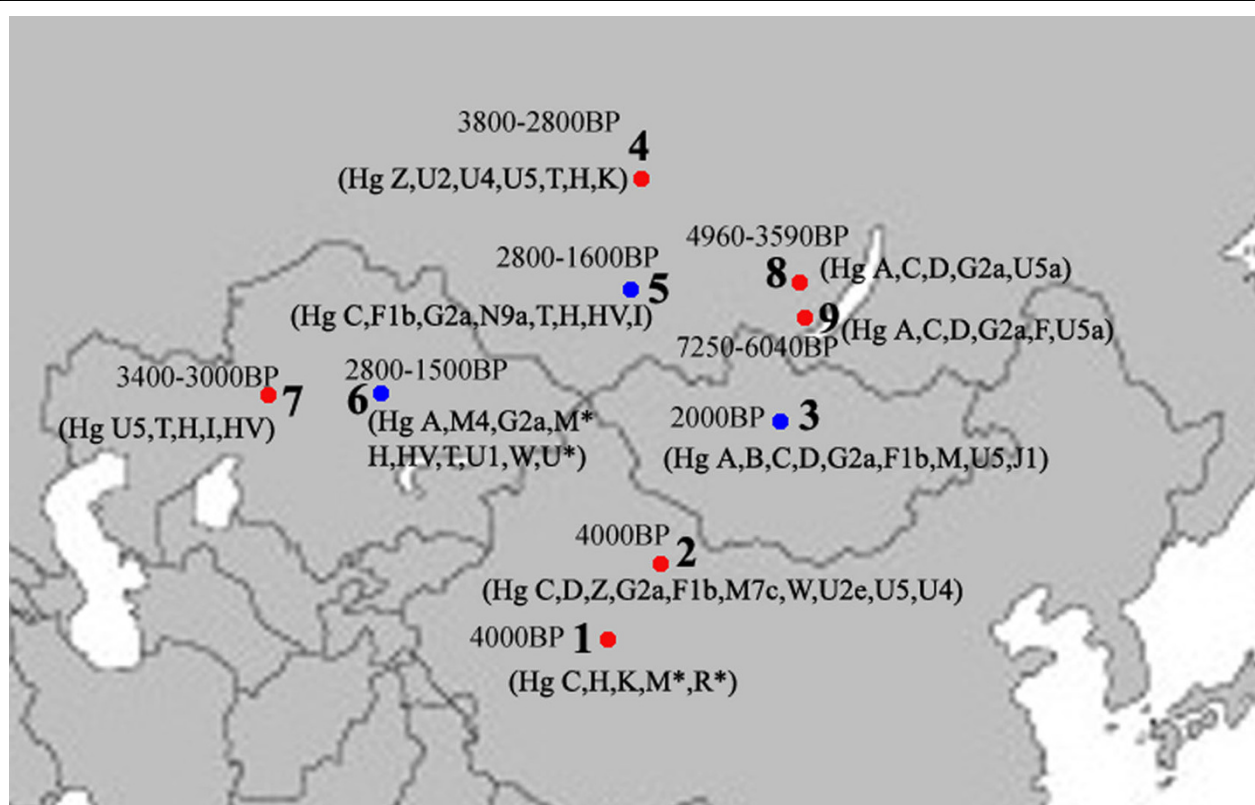 3800-2800BP
4
(Hg Z,U2,U4,U5,T,H,K)
4960-3590BP
8 (Hg A,C,D,G2a,U5a)
2800-1600BP
5
(Hg C,F1b,G2a,N9a,T,H,HV,I)
9 (Hg A,C,D,G2a,F,U5a)
7250-6040BP
3400-3000BP
7
(Hg U5,T,H,I,HV)
2800-1500BP
6
(Hg A,M4,G2a,M*
H,HV,T,U1,W,U*)
2000BP 3
(Hg A,B,C,D,G2a,F1b,M,U5,J1)
4000BP 2
(Hg C,D,Z,G2a,F1b,M7c,W,U2e,U5,U4)
4000BP 1
(Hg C,H,K,M*,R*)